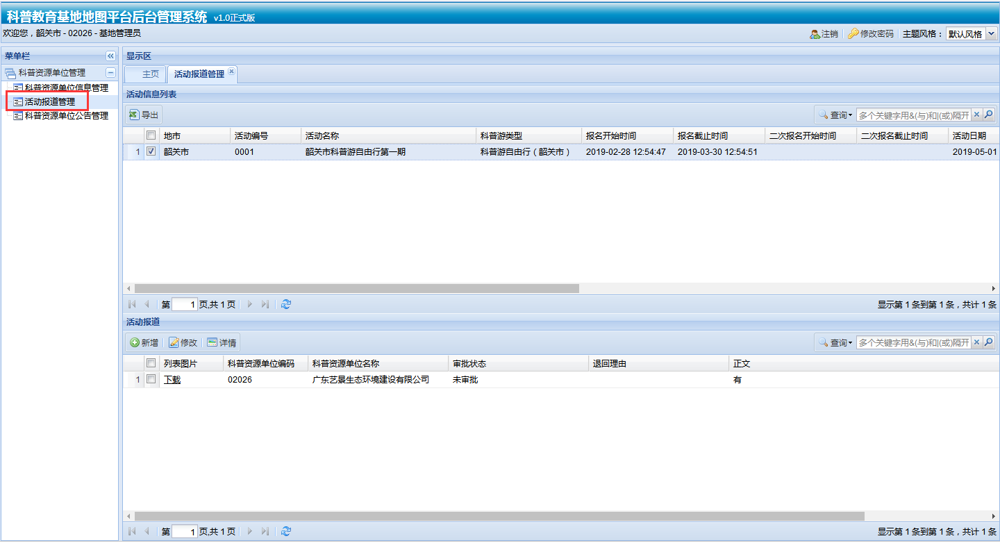 科普教育基地地图平台后台管理系统 v1.0正式版
欢迎您，韶关市 - 02026 - 基地管理员 注销 修改密码 主题风格： 默认风格
菜单栏
科普资源单位管理
科普资源单位信息管理
活动报道管理
科普资源单位公告管理
显示区
主页 活动报道管理
活动信息列表
导出 查询 多个关键字用&(与)和|(或)隔开
地市 活动编号 活动名称 科普游类型 报名开始时间 报名截止时间 二次报名开始时间 二次报名截止时间 活动日期
1 韶关市 0001 韶关市科普游自由行第一期 科普游自由行（韶关市） 2019-02-28 12:54:47 2019-03-30 12:54:51 2019-05-01
第 1 页,共 1 页 显示第 1 条到第 1 条，共计 1 条
活动报道
新增 修改 详情 查询 多个关键字用&(与)和|(或)隔开
列表图片 科普资源单位编码 科普资源单位名称 审批状态 退回理由 正文
1 下载 02026 广东艺景生态环境建设有限公司 未审批 有
第 1 页,共 1 页 显示第 1 条到第 1 条，共计 1 条